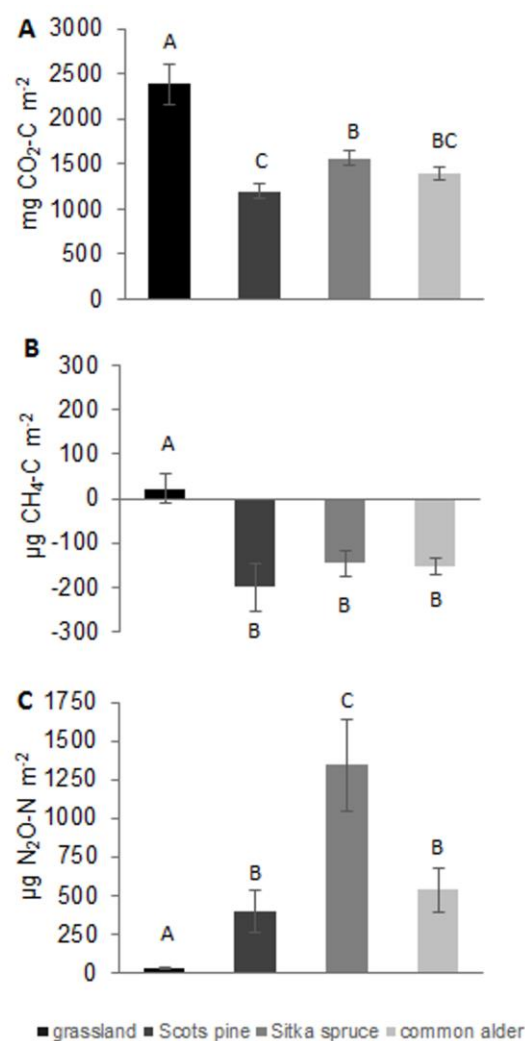 A
3000
2500
2000
1500
1000
500
0
mg CO₂-C m⁻²
A
C
B
BC
B
300
200
100
0
-100
-200
-300
µg CH₄-C m⁻²
A
B
B
B
C
1750
1500
1250
1000
750
500
250
0
µg N₂O-N m⁻²
A
B
C
B
grassland Scots pine Sitka spruce common alder